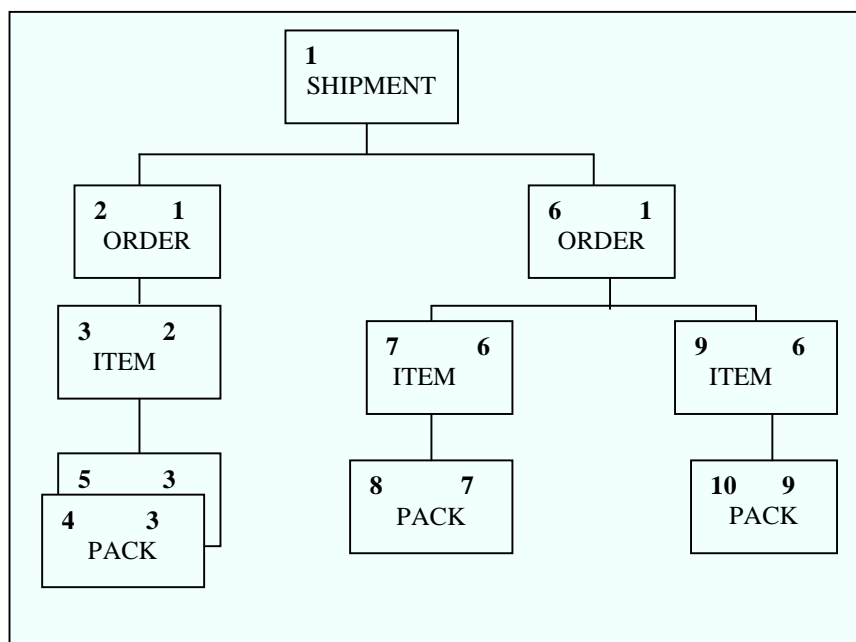 1
SHIPMENT
2 1
ORDER
6 1
ORDER
3 2
ITEM
7 6
ITEM
9 6
ITEM
5 3
4 3
PACK
8 7
PACK
10 9
PACK